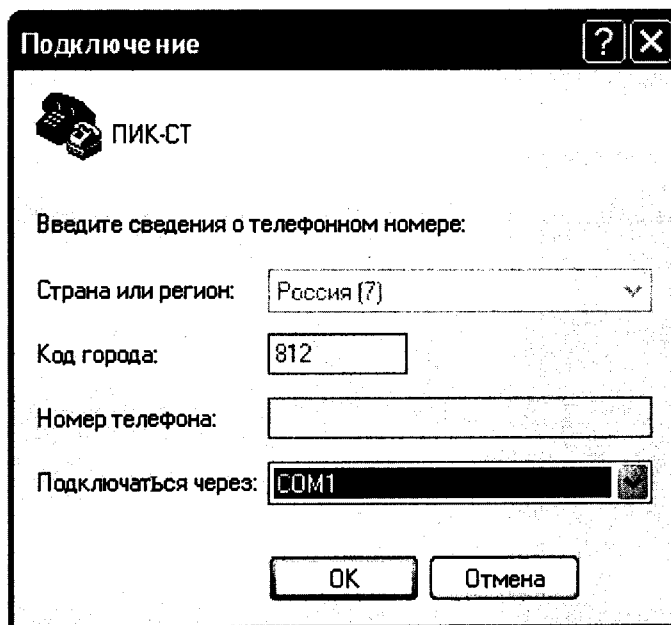 Подключение
ПИК-СТ
Введите сведения о телефонном номере:
Страна или регион: Россия (7)
Код города: 812
Номер телефона:
Подключаться через: COM1
ОК Отмена